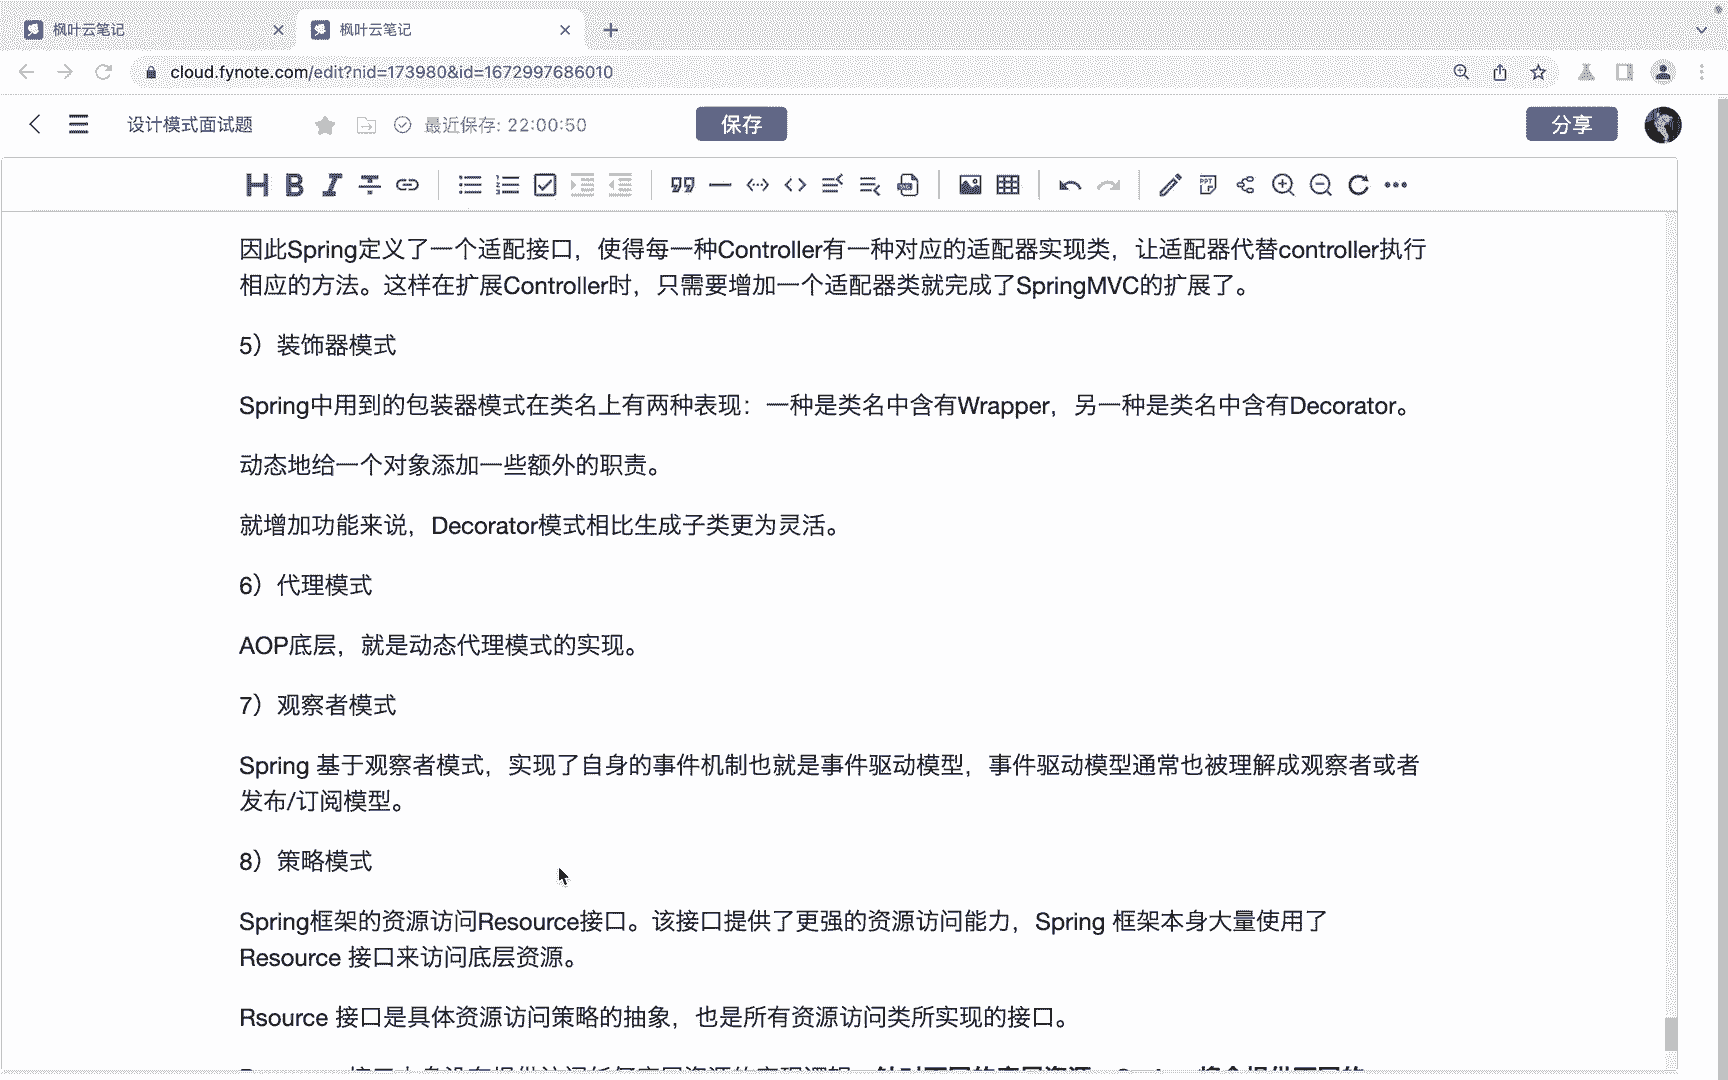 枫叶云笔记
枫叶云笔记
cloud.fynote.com/edit?nid=173980&id=1672997686010
设计模式面试题
最近保存: 22:00:50
保存
分享
因此Spring定义了一个适配接口，使得每一种Controller有一种对应的适配器实现类，让适配器代替controller执行
相应的方法。这样在扩展Controller时，只需要增加一个适配器类就完成了SpringMVC的扩展了。
5）装饰器模式
Spring中用到的包装器模式在类名上有两种表现：一种是类名中含有Wrapper，另一种是类名中含有Decorator。
动态地给一个对象添加一些额外的职责。
就增加功能来说，Decorator模式相比生成子类更为灵活。
6）代理模式
AOP底层，就是动态代理模式的实现。
7）观察者模式
Spring 基于观察者模式，实现了自身的事件机制也就是事件驱动模型，事件驱动模型通常也被理解成观察者或者
发布/订阅模型。
8）策略模式
Spring框架的资源访问Resource接口。该接口提供了更强的资源访问能力，Spring 框架本身大量使用了
Resource 接口来访问底层资源。
Rsource 接口是具体资源访问策略的抽象，也是所有资源访问类所实现的接口。